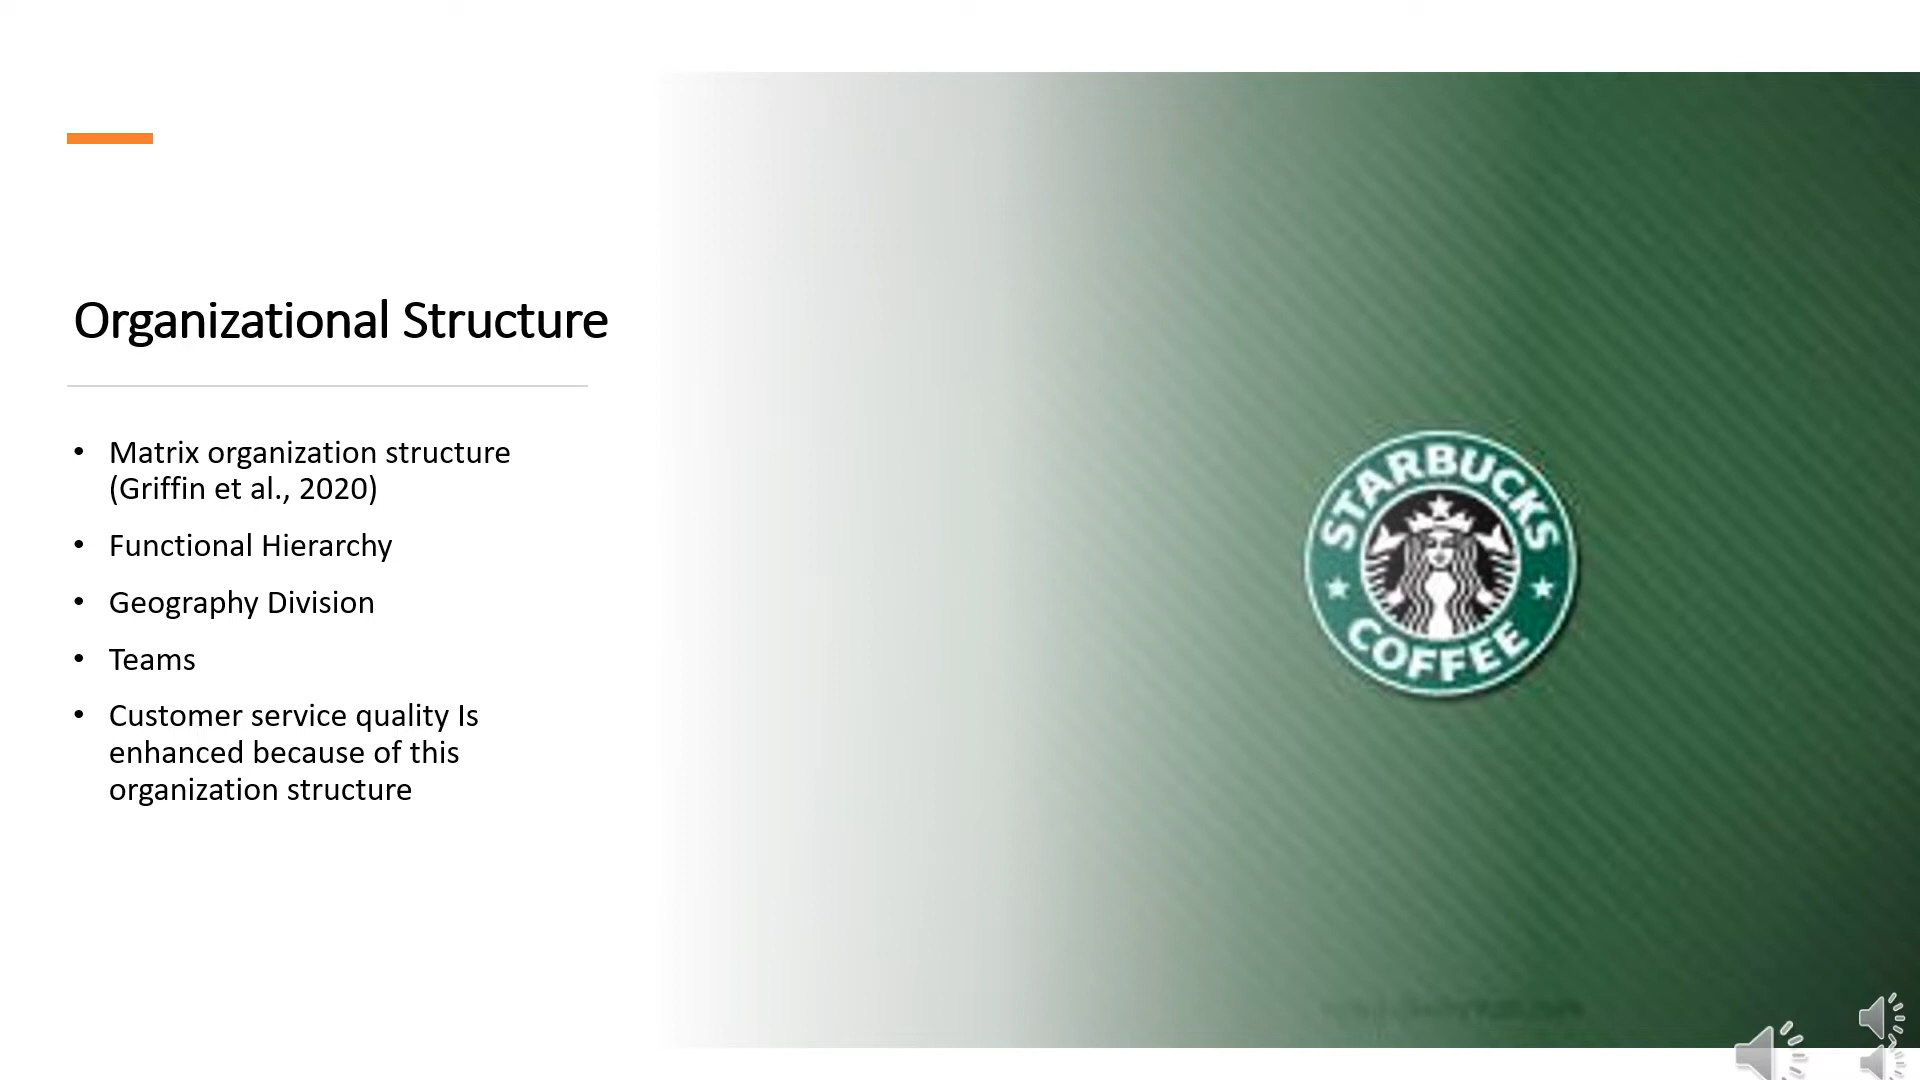 Organizational Structure
• Matrix organization structure
(Griffin et al., 2020)
• Functional Hierarchy
• Geography Division
• Teams
• Customer service quality Is
enhanced because of this
organization structure
STARBUCKS
COFFEE